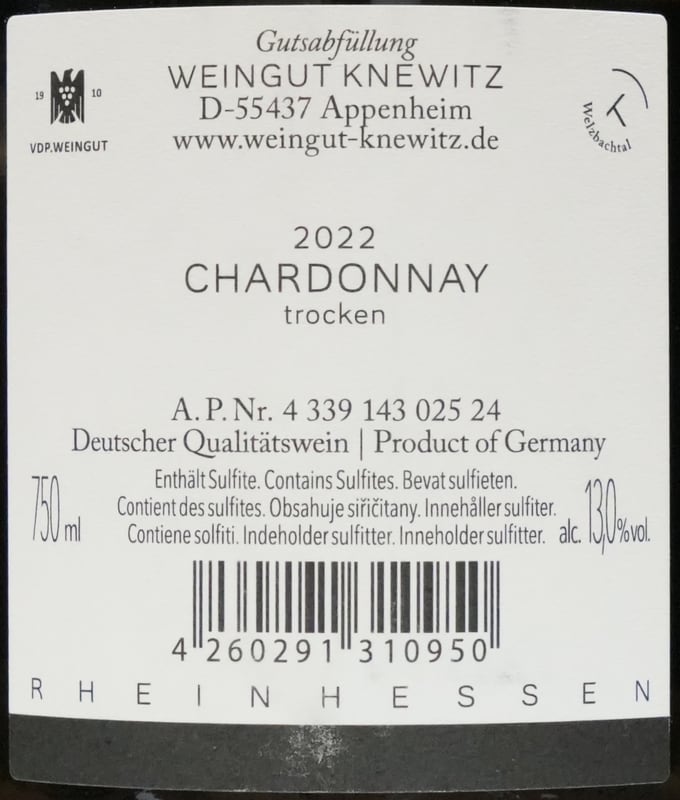 Gutsabfüllung
WEINGUT KNEWITZ
D-55437 Appenheim
www.weingut-knewitz.de
19 10
VDP.WEINGUT
Welzbachtal
2022
CHARDONNAY
trocken
A. P. Nr. 4 339 143 025 24
Deutscher Qualitätswein | Product of Germany
Enthält Sulfite. Contains Sulfites. Bevat sulfieten.
Contient des sulfites. Obsahuje siřičitany. Innehåller sulfiter.
Contiene solfiti. Indeholder sulfitter. Inneholder sulfitter.
750 ml
alc. 13,0 % vol.
4 260291 310950
RHEINHESSEN